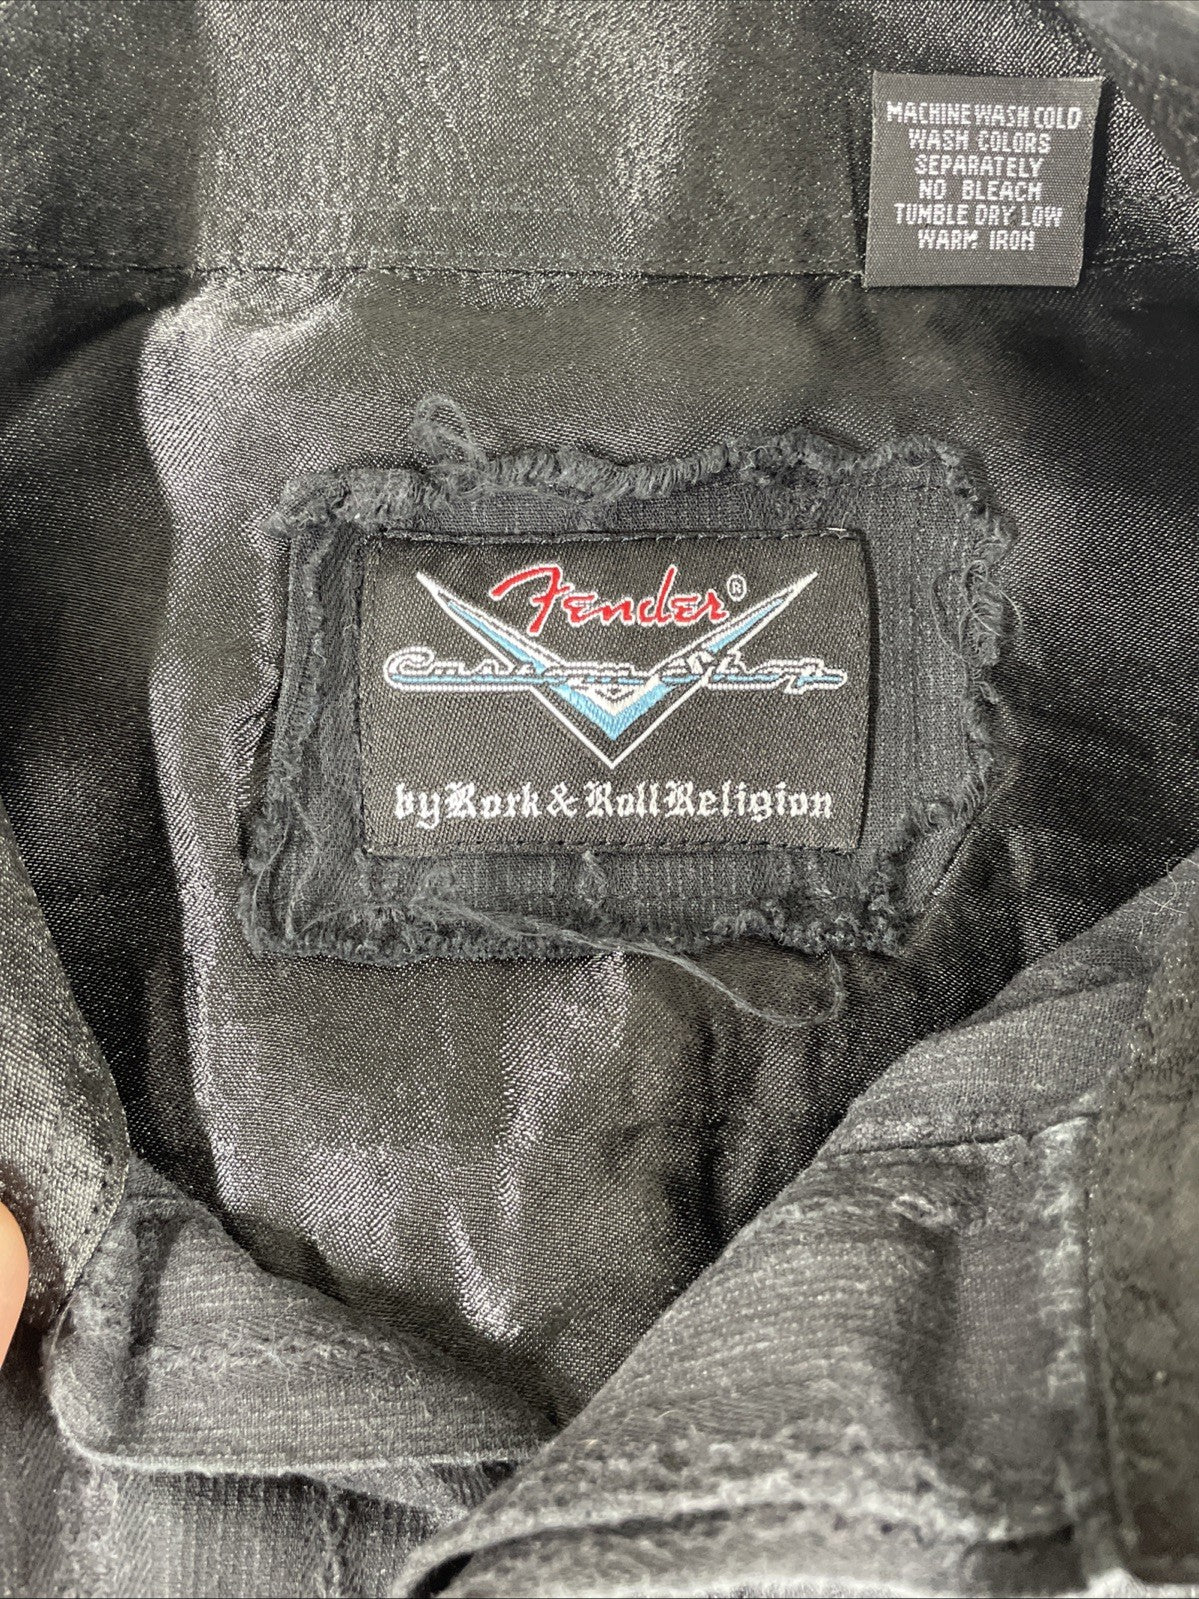 MACHINE WASH COLD
WASH COLORS
SEPARATELY
NO BLEACH
TUMBLE DRY LOW
WARM IRON
Fender®
Custom Shop
by Rock & Roll Religion